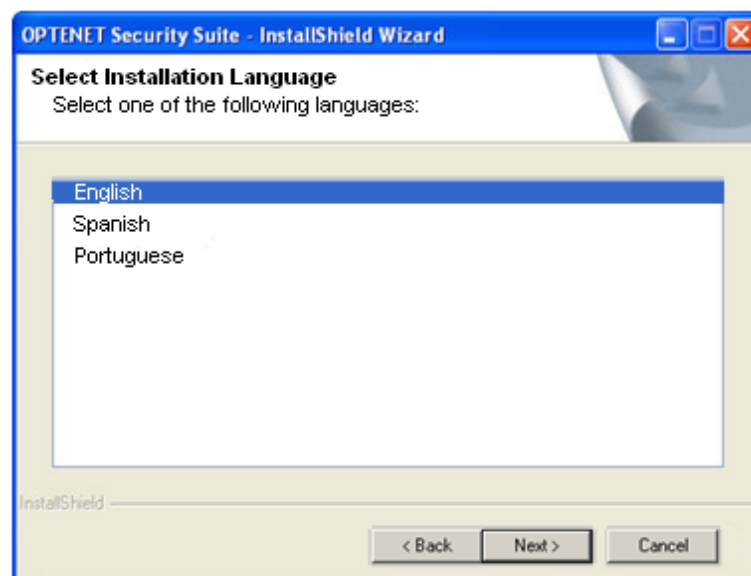 OPTENET Security Suite - InstallShield Wizard
Select Installation Language
Select one of the following languages:
English
Spanish
Portuguese
InstallShield
< Back Next > Cancel